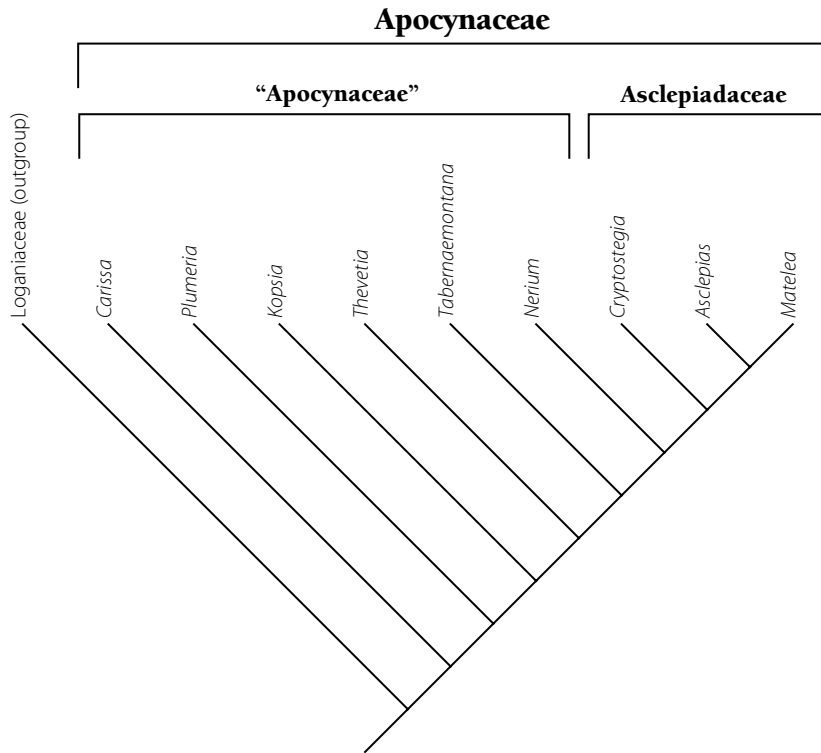 Apocynaceae
“Apocynaceae”
Asclepiadaceae
Loganiaceae (outgroup)
Carissa
Plumeria
Kopsia
Thevetia
Tabernaemontana
Nerium
Cryptostegia
Asclepias
Matelea